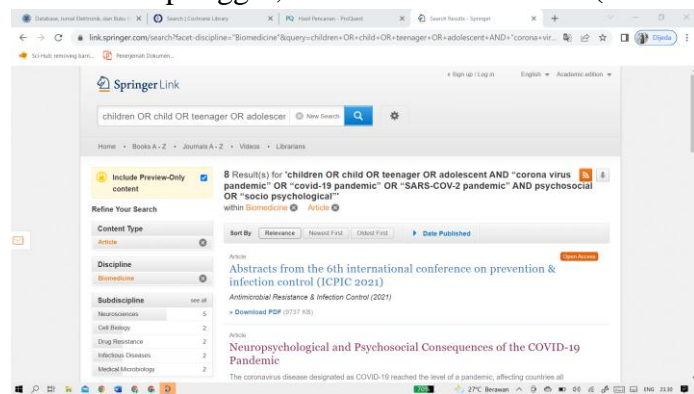 Database, Jurnal Elektronik, dan Buku
Search | Cochrane Library
PQ Hasil Pencarian - ProQuest
Search Results - Springer
link.springer.com/search?facet-discipline="Biomedicine"&query=children+OR+child+OR+teenager+OR+adolescent+AND+"corona+vir...
Dijeda
Sci-Hub: removing barri...
Penerjemah Dokumen...
Sign up / Log in
English
Academic edition
Springer Link
children OR child OR teenager OR adolescer
New Search
Home • Books A - Z • Journals A - Z • Videos • Librarians
Include Preview-Only content
8 Result(s) for 'children OR child OR teenager OR adolescent AND "corona virus
pandemic" OR "covid-19 pandemic" OR "SARS-COV-2 pandemic" AND psychosocial
OR "socio psychological"'
within Biomedicine Article
Refine Your Search
Content Type
Article
Discipline
Biomedicine
Subdiscipline see all
Neurosciences 5
Cell Biology 2
Drug Resistance 2
Infectious Diseases 2
Medical Microbiology 2
Sort By Relevance Newest First Oldest First Date Published
Article
Open Access
Abstracts from the 6th international conference on prevention &
infection control (ICPIC 2021)
Antimicrobial Resistance & Infection Control (2021)
» Download PDF (9737 KB)
Article
Neuropsychological and Psychosocial Consequences of the COVID-19
Pandemic
The coronavirus disease designated as COVID-19 reached the level of a pandemic, affecting countries all
27°C Berawan
ENG
23.30